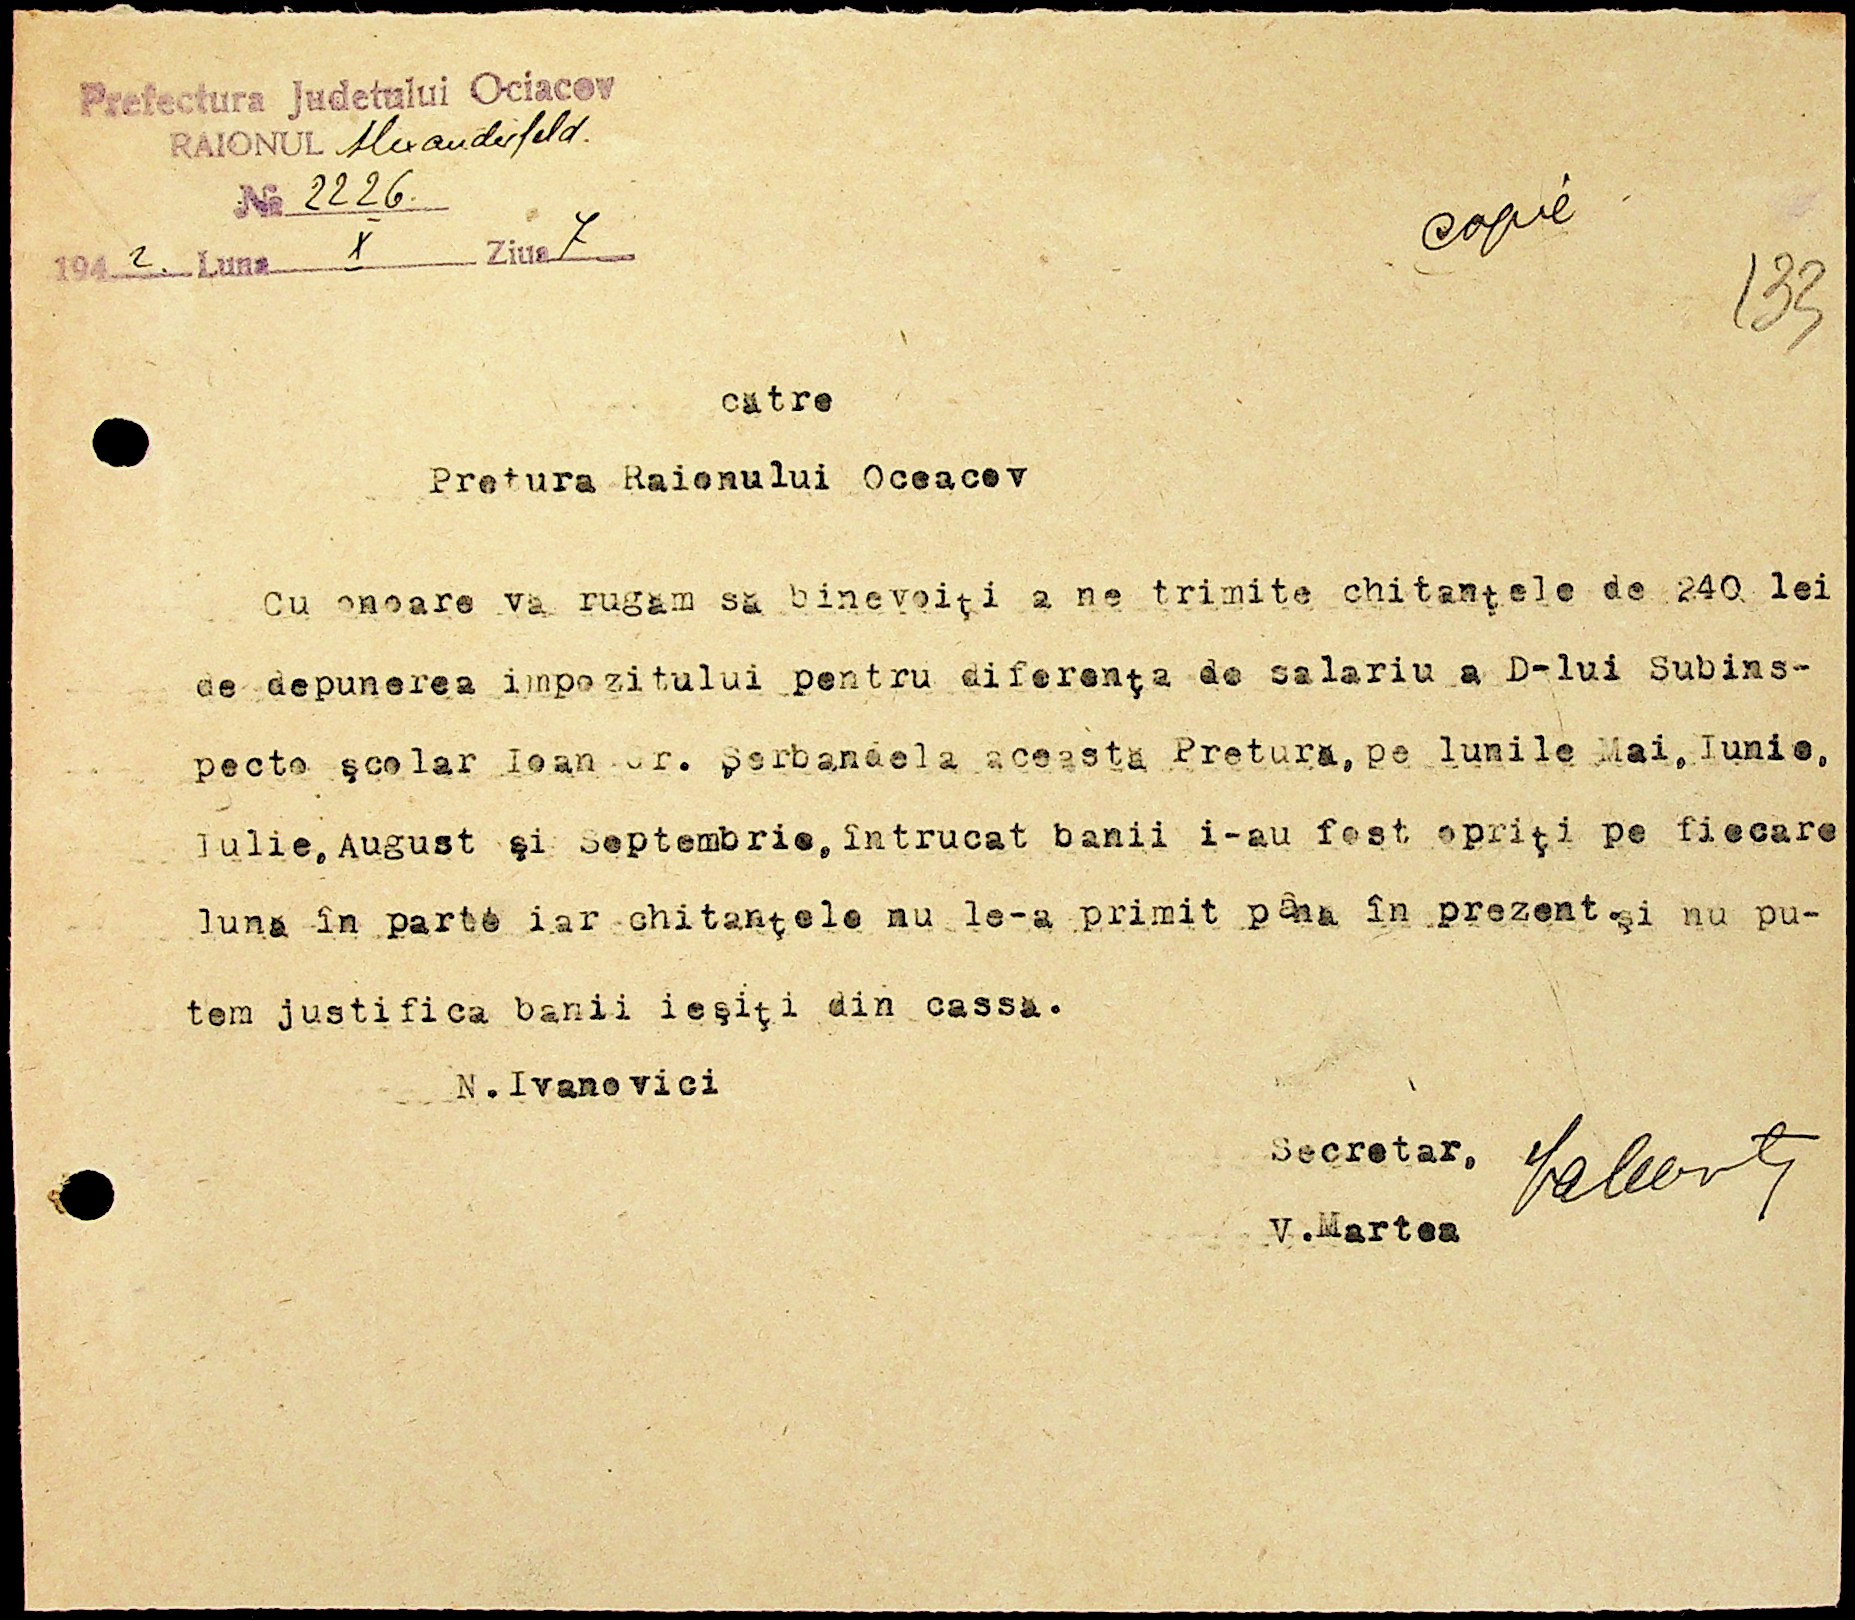 Prefectura Judetului Ociacov
RAIONUL Alexanderfeld.
№ 2226.
1942. Luna X Ziua 7
copie
133
catre
Pretura Raionului Oceacov
Cu onoare va rugam sa binevoiţi a ne trimite chitanţele de 240 lei
de depunerea impozitului pentru diferenţa de salariu a D-lui Subins-
pecto şcolar Ioan Gr. Şerbandela aceasta Pretura, pe lunile Mai, Iunie,
Iulie, August şi Septembrie, întrucat banii i-au fost opriţi pe fiecare
luna în parte iar chitanţele nu le-a primit pâna în prezent.şi nu pu-
tem justifica banii ieşiţi din cassa.
N.Ivanovici
Secretar,
V.Martea